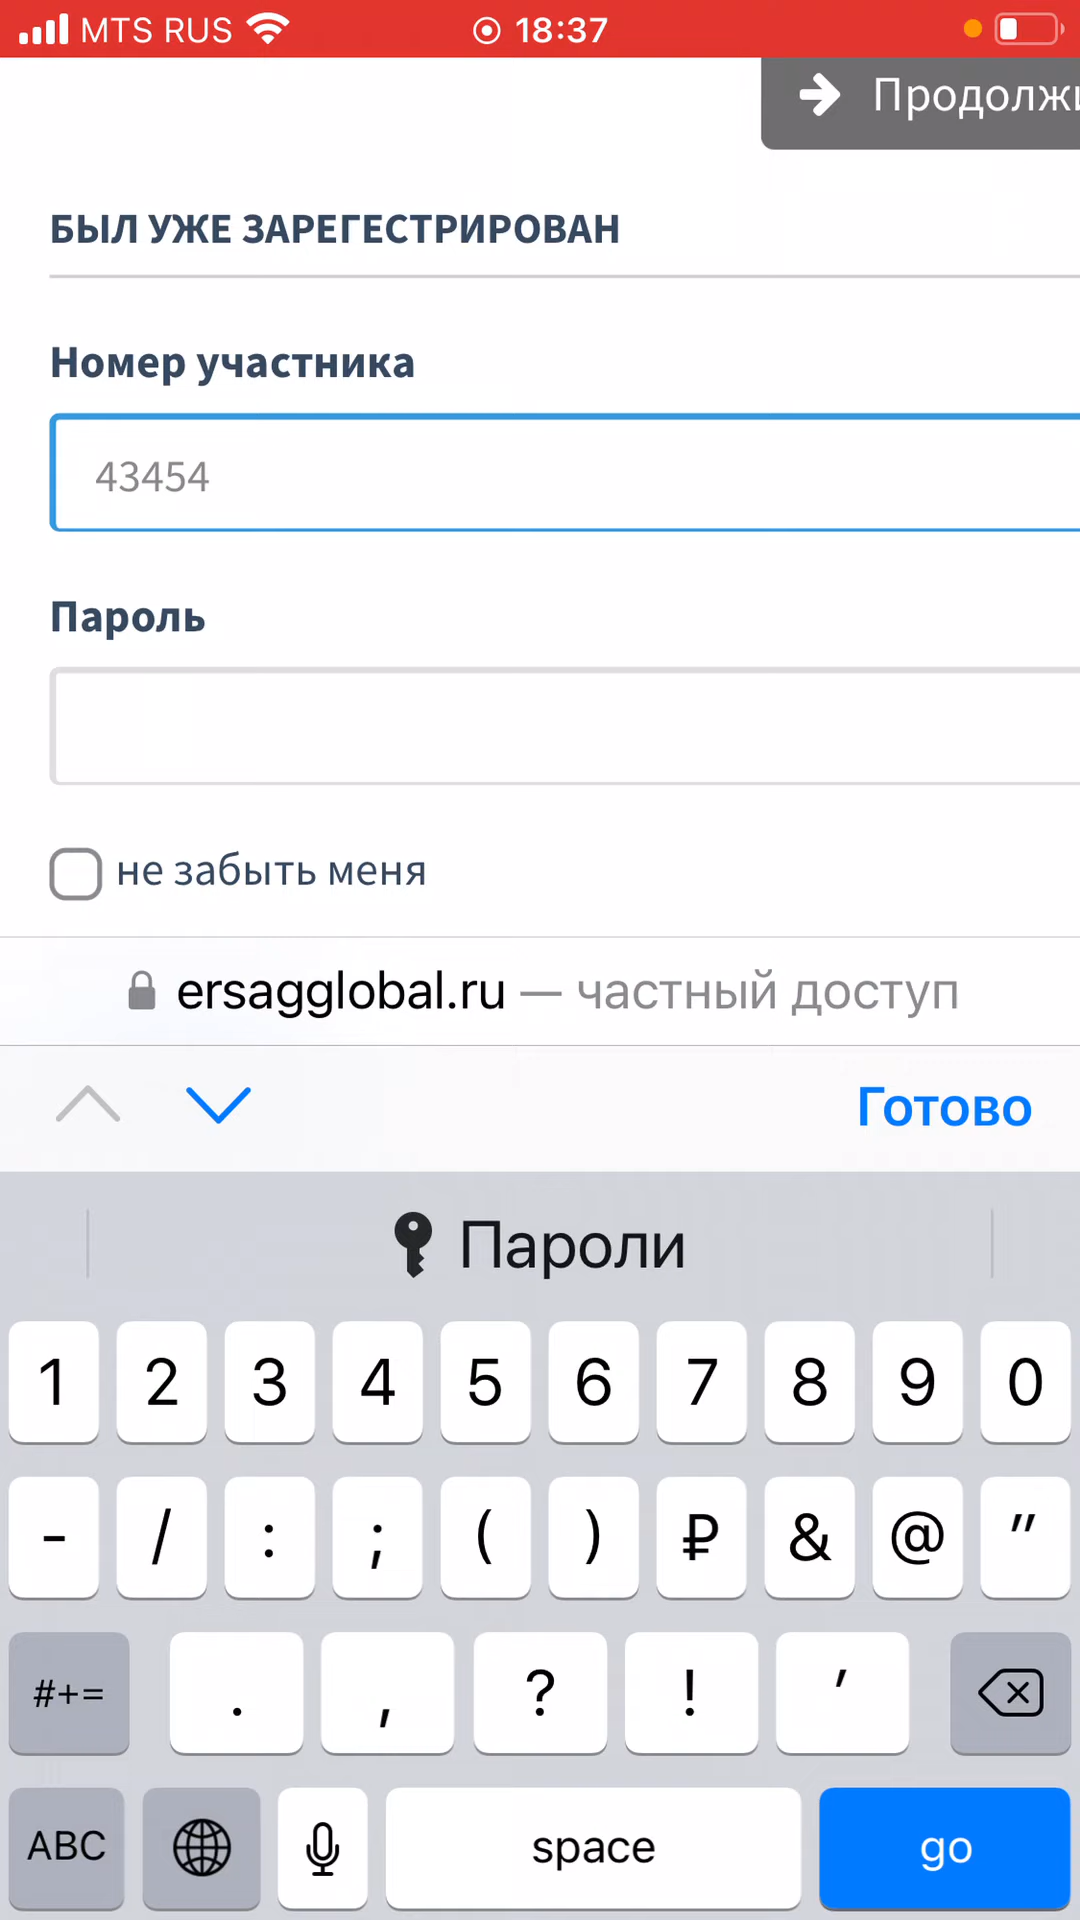 MTS RUS 18:37
Продолжи
БЫЛ УЖЕ ЗАРЕГЕСТРИРОВАН
Номер участника
43454
Пароль
не забыть меня
ersagglobal.ru — частный доступ
Готово
Пароли
1 2 3 4 5 6 7 8 9 0
- / : ; ( ) ₽ & @ "
#+= . , ? ! '
ABC space go